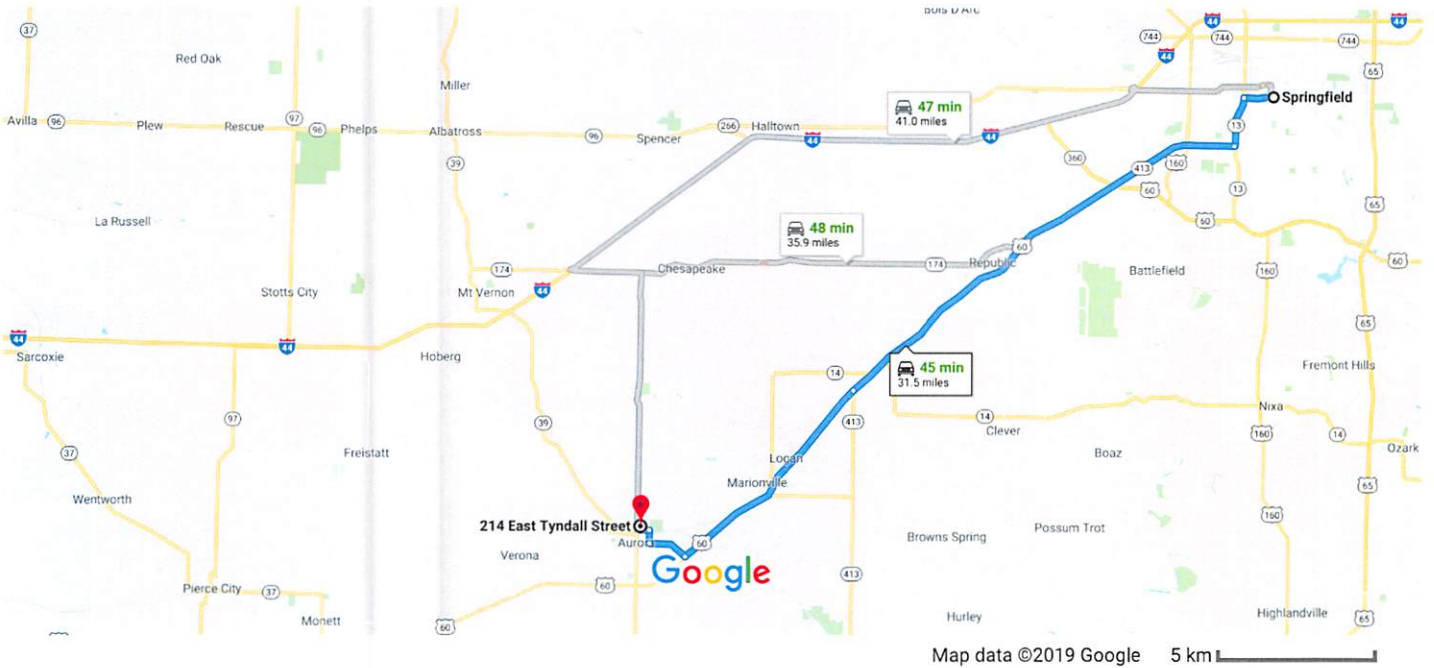 Bois D'Arc
37
44
44
744
744
744
44
Red Oak
65
Miller
47 min
41.0 miles
Springfield
97
Avilla
96
Plew
Rescue
96
Phelps
Albatross
96
Spencer
266
Halltown
44
44
13
39
360
413
160
60
13
La Russell
65
48 min
35.9 miles
60
60
174
Chesapeake
174
Republic
Battlefield
160
60
Stotts City
Mt Vernon
44
65
44
44
Sarcoxie
Hoberg
45 min
31.5 miles
14
Fremont Hills
97
39
413
14
Clever
Nixa
160
14
37
Freistatt
Logan
Boaz
Ozark
Marionville
65
Wentworth
160
214 East Tyndall Street
Possum Trot
Aurora
60
Browns Spring
Verona
Google
60
413
Pierce City
37
Monett
60
Hurley
Highlandville
65
Map data ©2019 Google 5 km